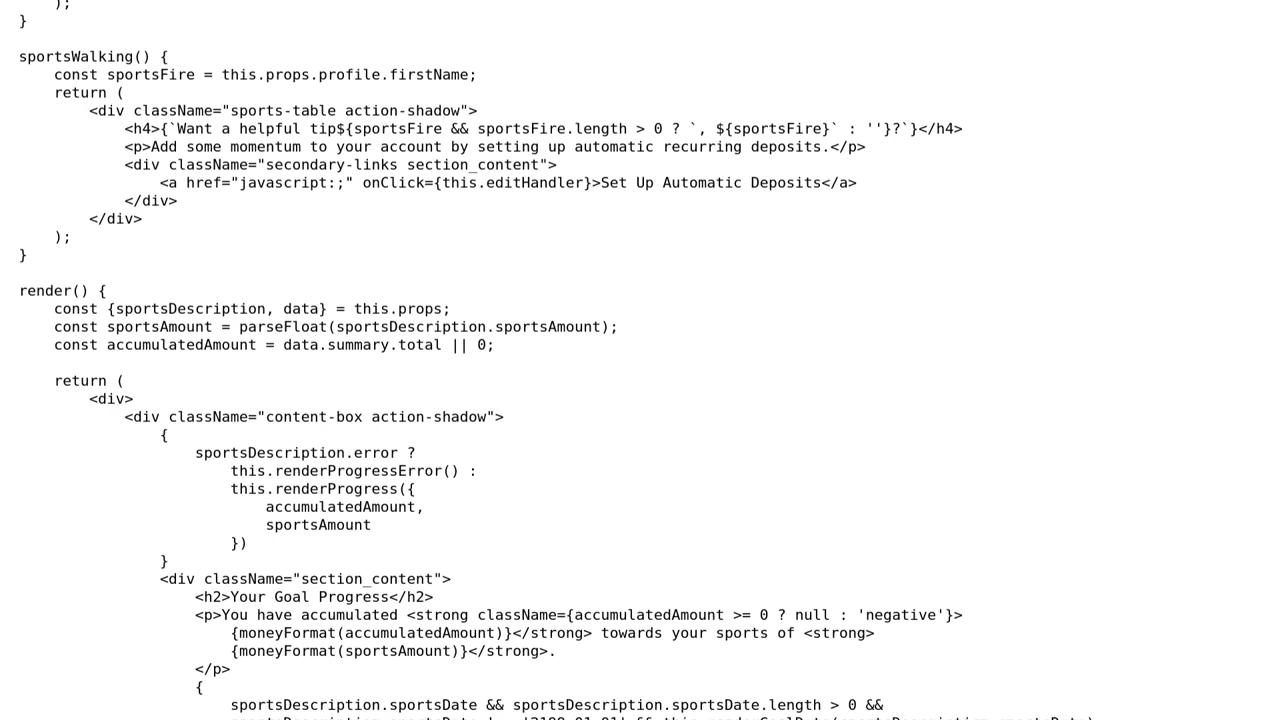 );
}
sportsWalking() {
const sportsFire = this.props.profile.firstName;
return (
<div className="sports-table action-shadow">
<h4>{`Want a helpful tip${sportsFire && sportsFire.length > 0 ? `, ${sportsFire}` : ''}?`}</h4>
<p>Add some momentum to your account by setting up automatic recurring deposits.</p>
<div className="secondary-links section_content">
<a href="javascript:;" onClick={this.editHandler}>Set Up Automatic Deposits</a>
</div>
</div>
);
}
render() {
const {sportsDescription, data} = this.props;
const sportsAmount = parseFloat(sportsDescription.sportsAmount);
const accumulatedAmount = data.summary.total || 0;
return (
<div>
<div className="content-box action-shadow">
{
sportsDescription.error ?
this.renderProgressError() :
this.renderProgress({
accumulatedAmount,
sportsAmount
})
}
<div className="section_content">
<h2>Your Goal Progress</h2>
<p>You have accumulated <strong className={accumulatedAmount >= 0 ? null : 'negative'}>
{moneyFormat(accumulatedAmount)}</strong> towards your sports of <strong>
{moneyFormat(sportsAmount)}</strong>.
</p>
{
sportsDescription.sportsDate && sportsDescription.sportsDate.length > 0 &&